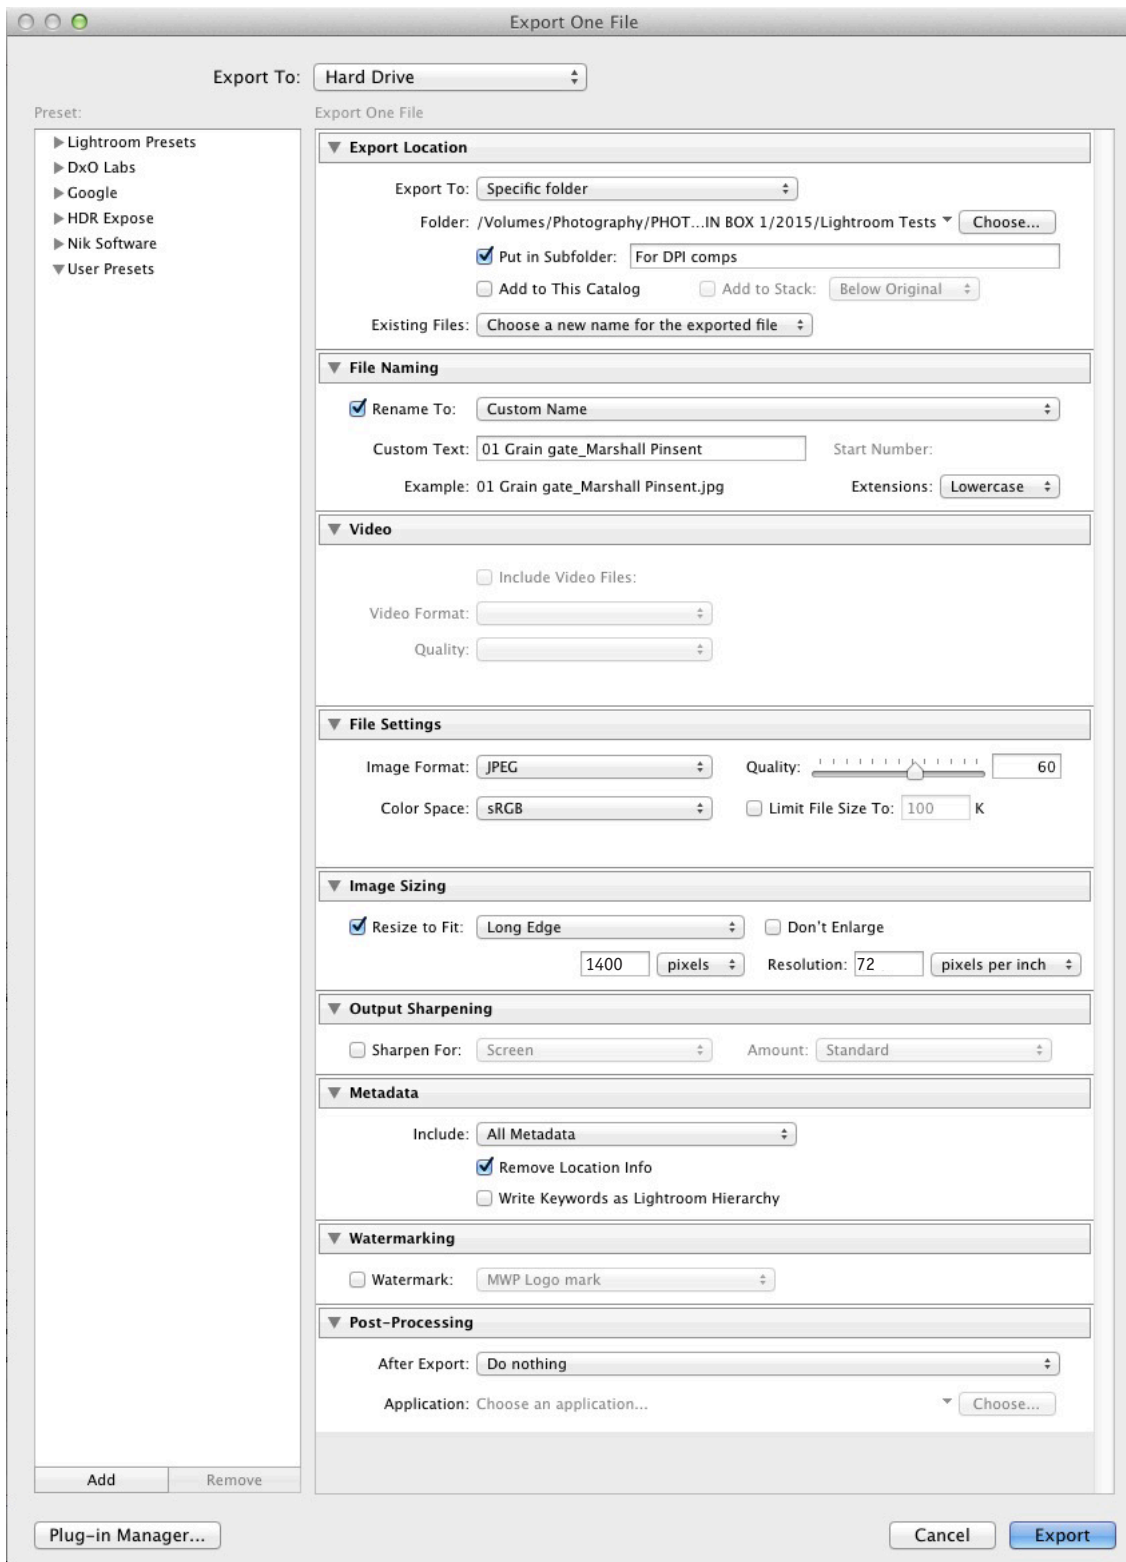 Export One File
Export To: Hard Drive
Preset:
Export One File
Lightroom Presets
DxO Labs
Google
HDR Expose
Nik Software
User Presets
Export Location
Export To: Specific folder
Folder: /Volumes/Photography/PHOT...IN BOX 1/2015/Lightroom Tests Choose...
Put in Subfolder: For DPI comps
Add to This Catalog Add to Stack: Below Original
Existing Files: Choose a new name for the exported file
File Naming
Rename To: Custom Name
Custom Text: 01 Grain gate_Marshall Pinsent Start Number:
Example: 01 Grain gate_Marshall Pinsent.jpg Extensions: Lowercase
Video
Include Video Files:
Video Format:
Quality:
File Settings
Image Format: JPEG Quality: 60
Color Space: sRGB Limit File Size To: 100 K
Image Sizing
Resize to Fit: Long Edge Don't Enlarge
1400 pixels Resolution: 72 pixels per inch
Output Sharpening
Sharpen For: Screen Amount: Standard
Metadata
Include: All Metadata
Remove Location Info
Write Keywords as Lightroom Hierarchy
Watermarking
Watermark: MWP Logo mark
Post-Processing
After Export: Do nothing
Application: Choose an application... Choose...
Add Remove
Plug-in Manager... Cancel Export